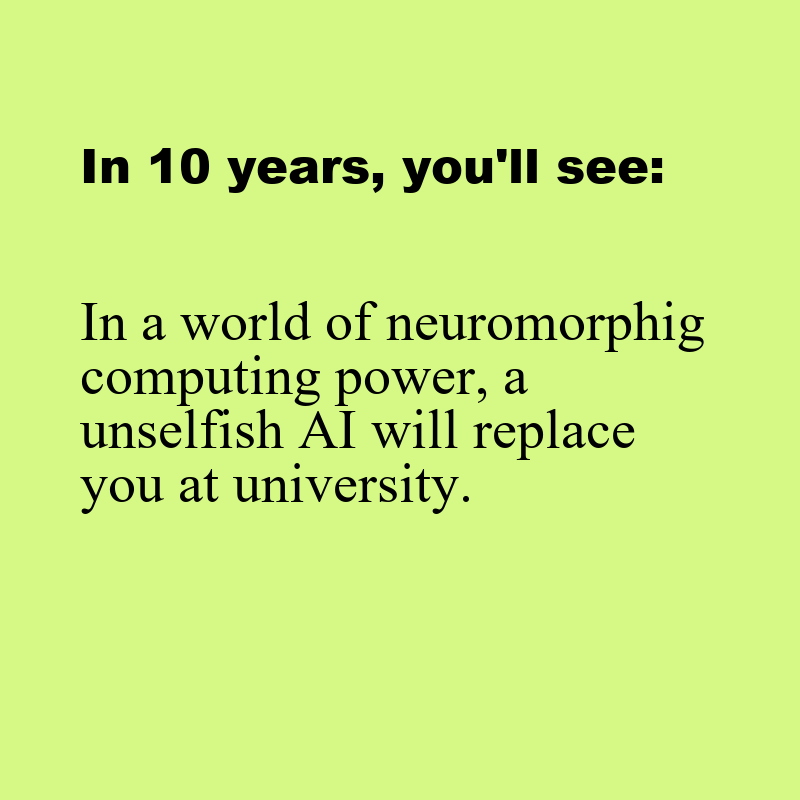 In 10 years, you'll see:
In a world of neuromorphig
computing power, a
unselfish AI will replace
you at university.